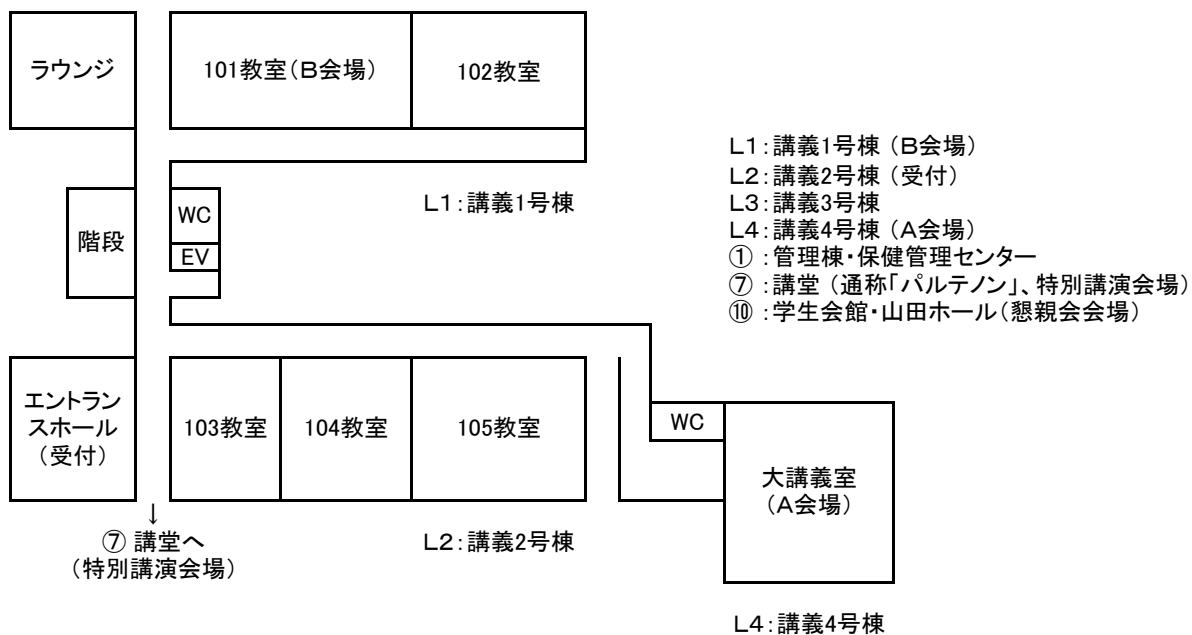 ラウンジ
101教室（B会場）
102教室
L1：講義1号棟（B会場）
L2：講義2号棟（受付）
L3：講義3号棟
L4：講義4号棟（A会場）
①：管理棟・保健管理センター
⑦：講堂（通称「パルテノン」、特別講演会場）
⑩：学生会館・山田ホール（懇親会会場）
L1：講義1号棟
WC
階段
EV
エントラン
スホール
（受付）
103教室
104教室
105教室
WC
大講義室
（A会場）
↓
⑦ 講堂へ
（特別講演会場）
L2：講義2号棟
L4：講義4号棟